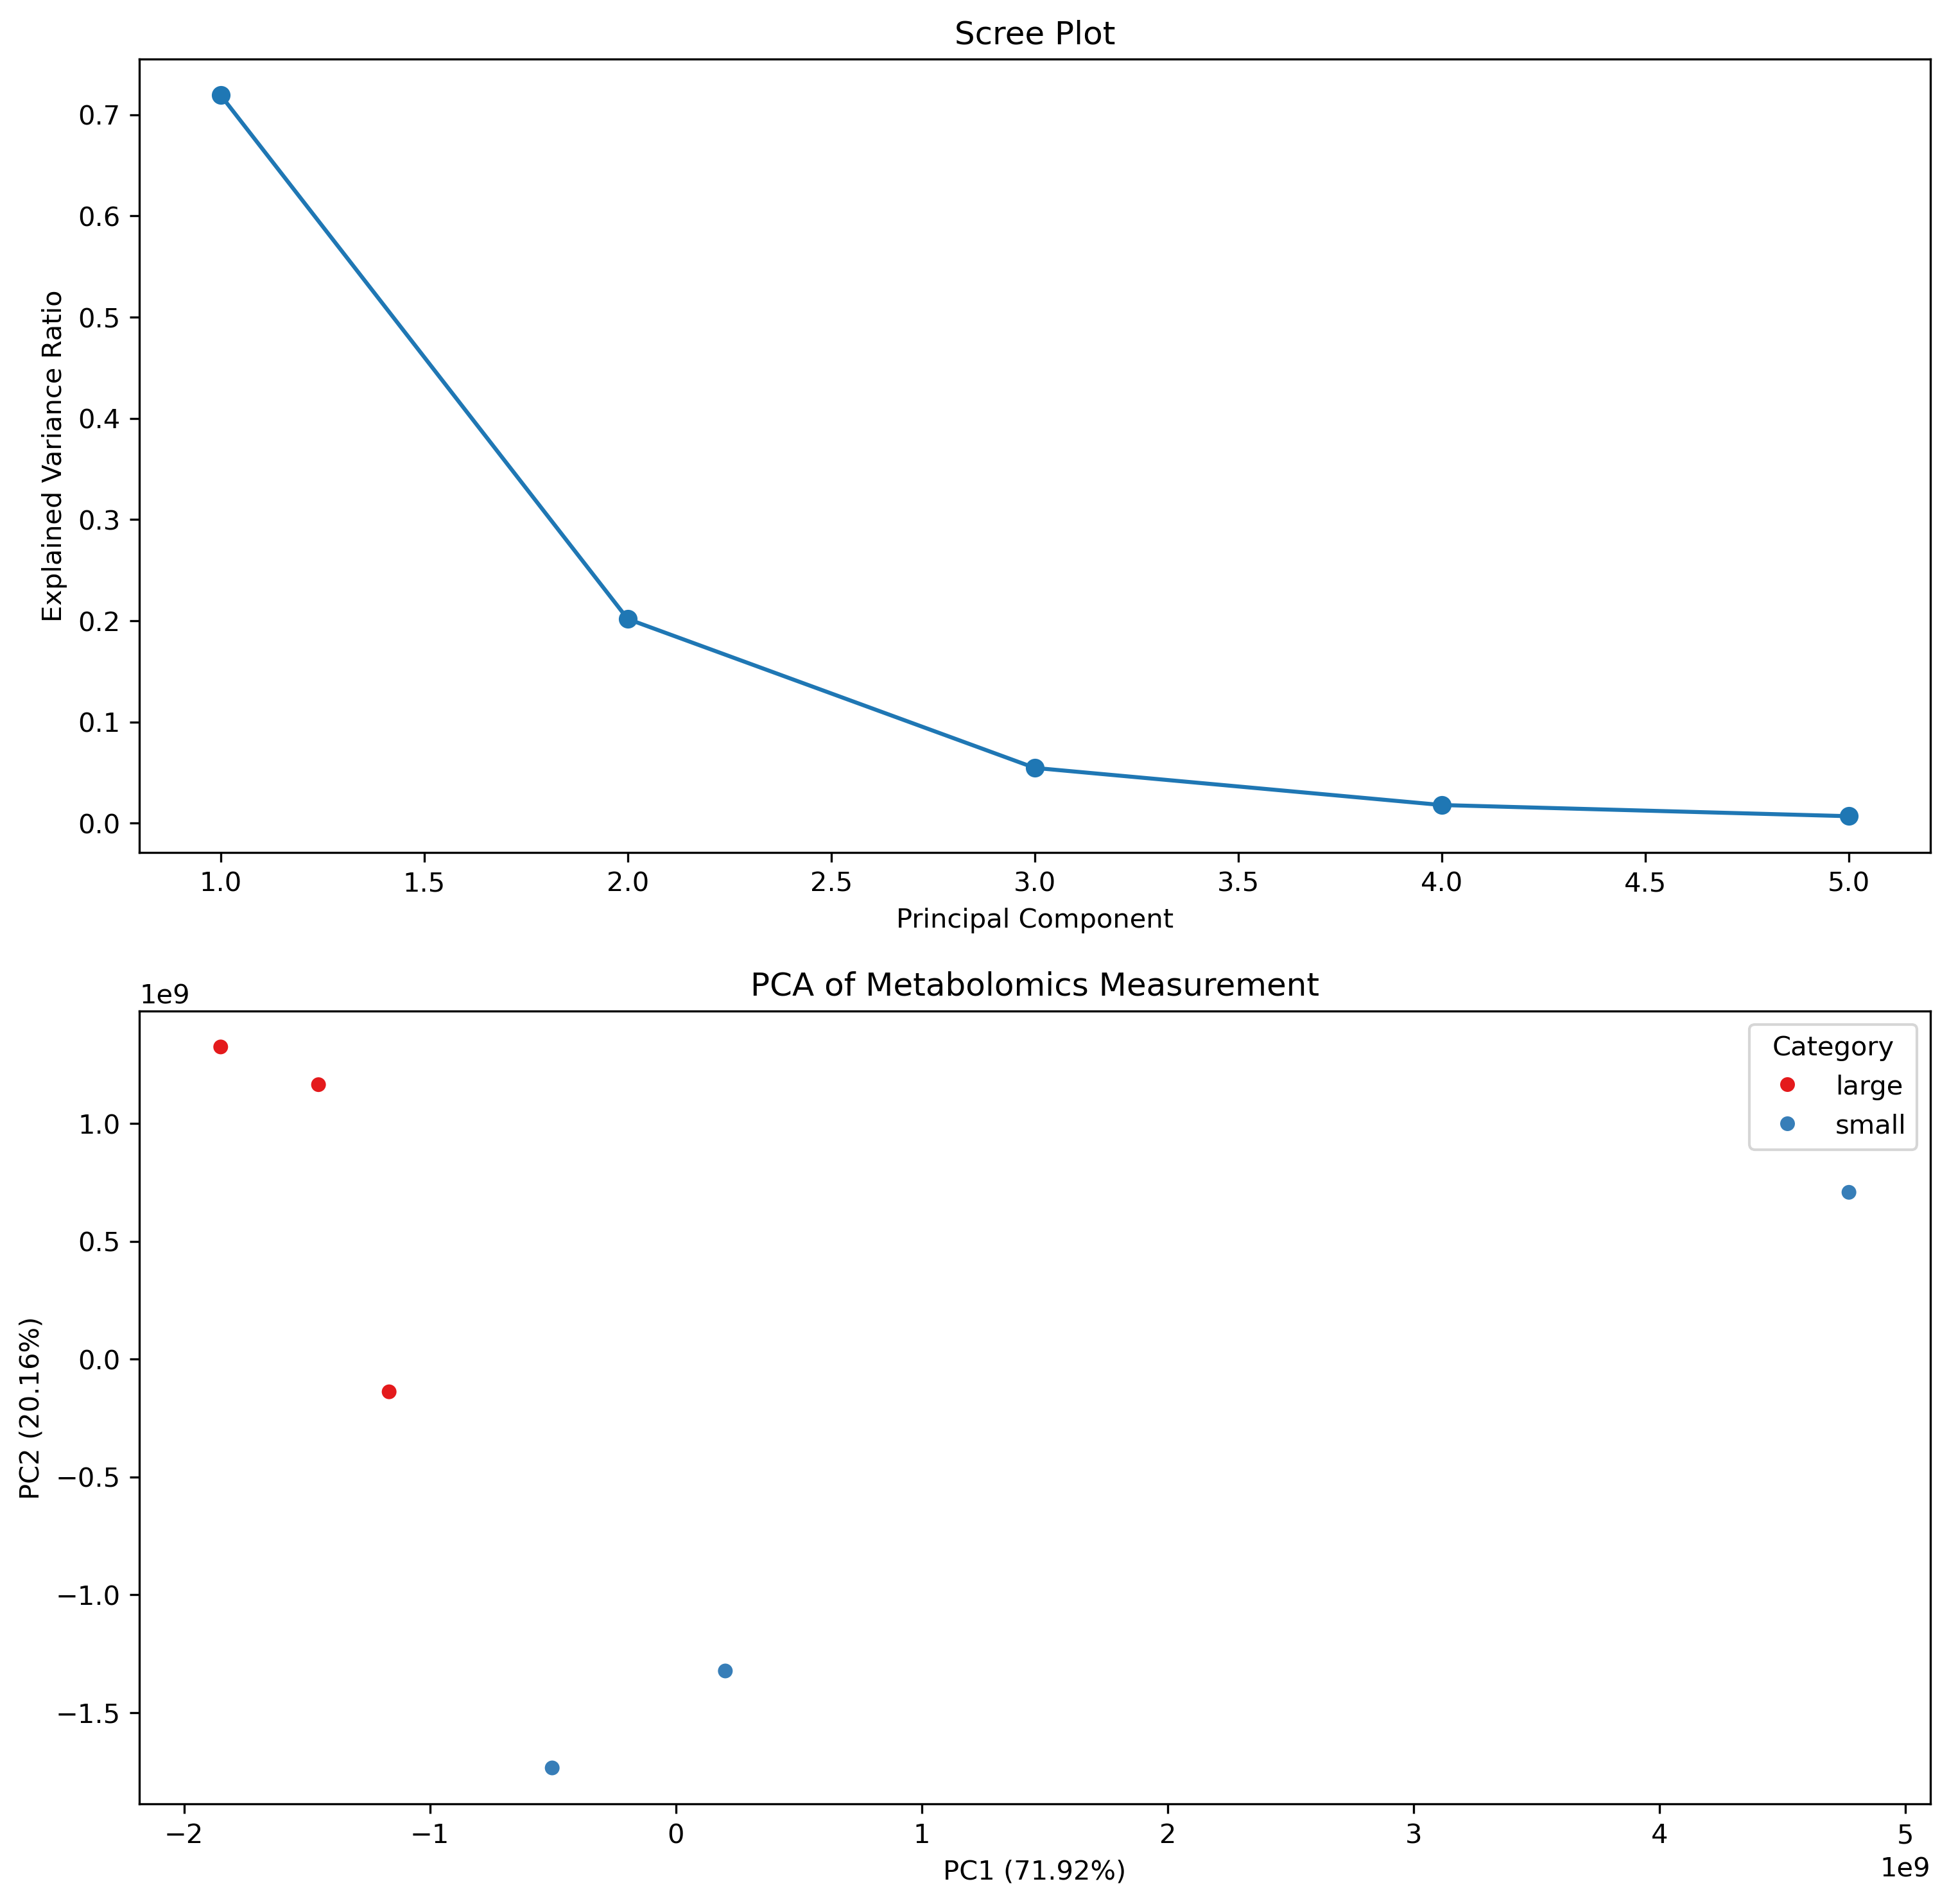 Scree Plot
Explained Variance Ratio
0.7
0.6
0.5
0.4
0.3
0.2
0.1
0.0
1.0 1.5 2.0 2.5 3.0 3.5 4.0 4.5 5.0
Principal Component
PCA of Metabolomics Measurement
1e9
Category
large
small
PC2 (20.16%)
1.0
0.5
0.0
−0.5
−1.0
−1.5
−2 −1 0 1 2 3 4 5
1e9
PC1 (71.92%)